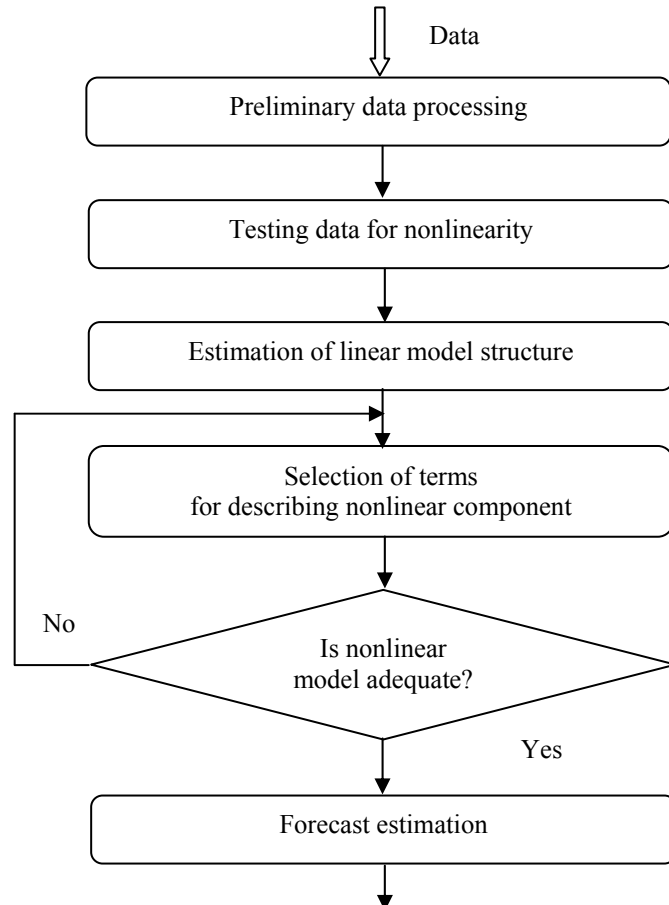 Data
Preliminary data processing
Testing data for nonlinearity
Estimation of linear model structure
Selection of terms
for describing nonlinear component
No
Is nonlinear
model adequate?
Yes
Forecast estimation